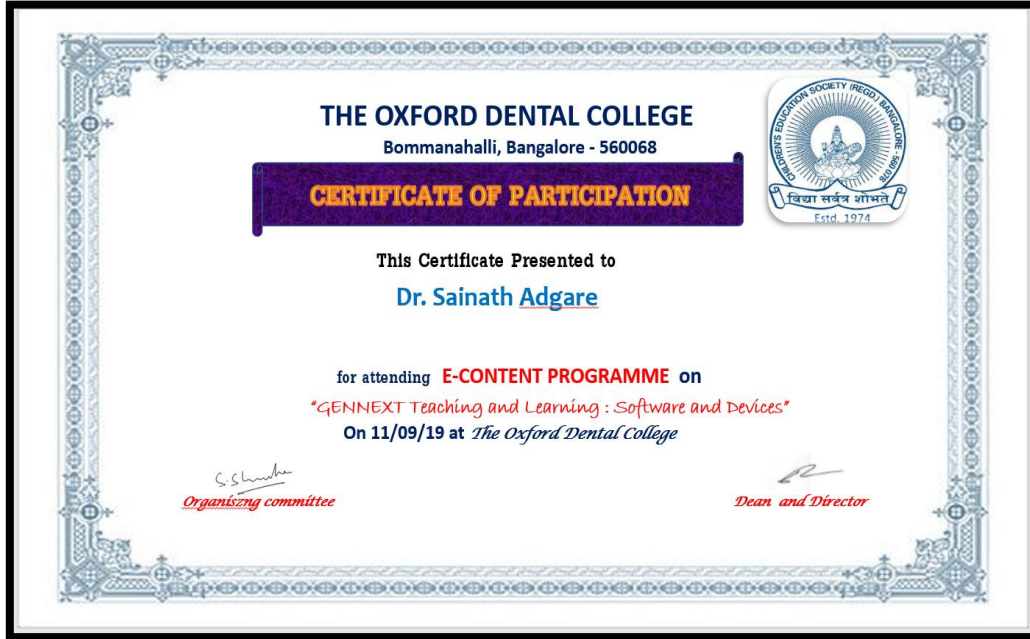 THE OXFORD DENTAL COLLEGE
Bommanahalli, Bangalore - 560068
CHILDREN'S EDUCATION SOCIETY (REGD.) BANGALORE - 560 078
विद्या सर्वत्र शोभते
Estd. 1974
CERTIFICATE OF PARTICIPATION
This Certificate Presented to
Dr. Sainath Adgare
for attending E-CONTENT PROGRAMME on
"GENNEXT Teaching and Learning : Software and Devices"
On 11/09/19 at The Oxford Dental College
Organiszng committee
Dean and Director